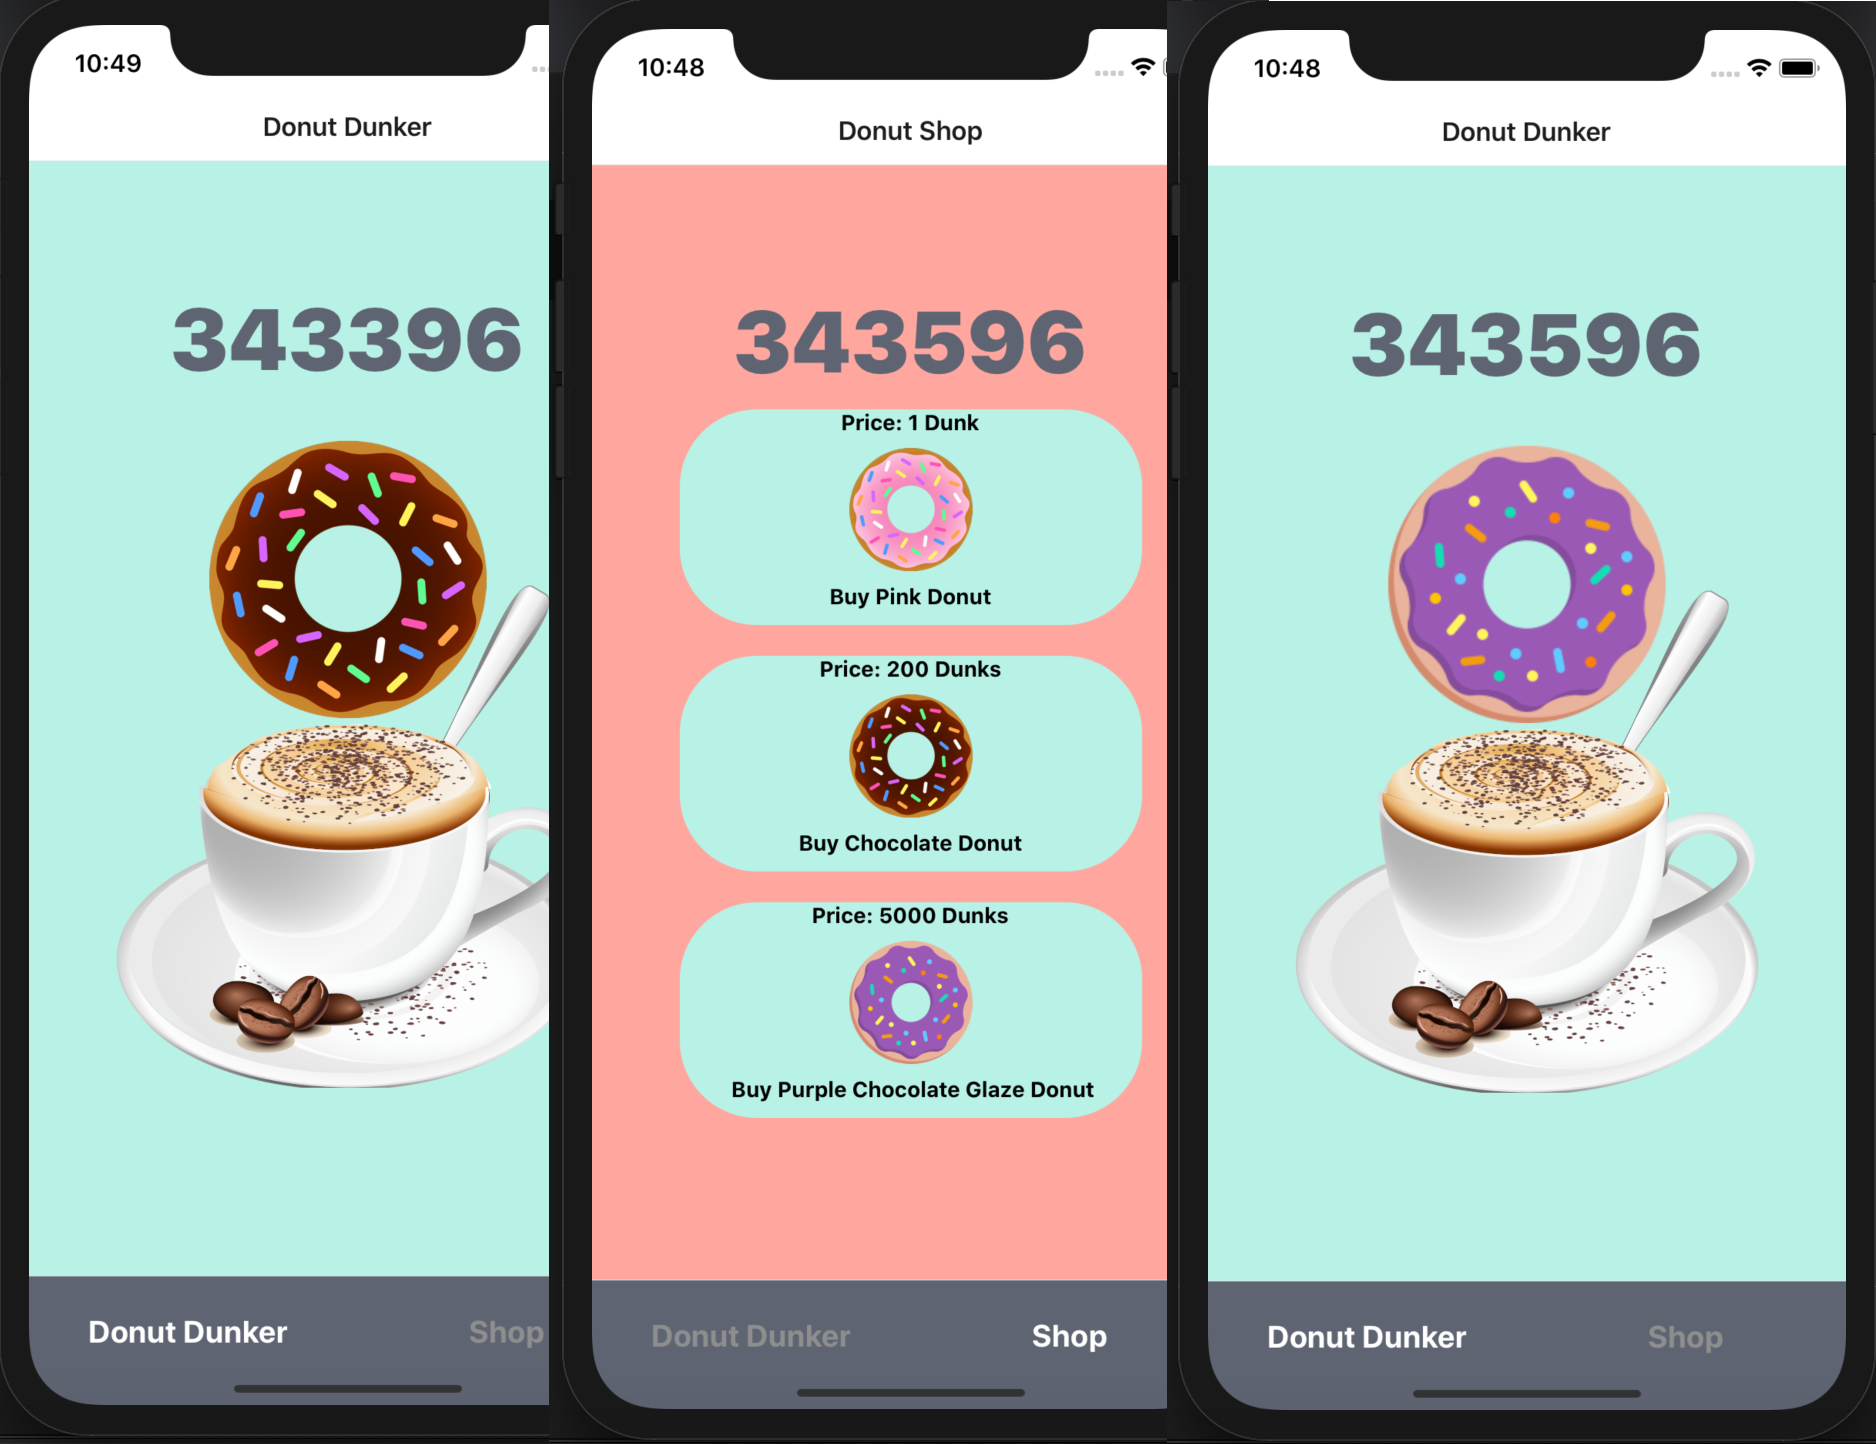 10:49
Donut Dunker
343396
Donut Dunker
Shop
10:48
Donut Shop
343596
Price: 1 Dunk
Buy Pink Donut
Price: 200 Dunks
Buy Chocolate Donut
Price: 5000 Dunks
Buy Purple Chocolate Glaze Donut
Donut Dunker
Shop
10:48
Donut Dunker
343596
Donut Dunker
Shop